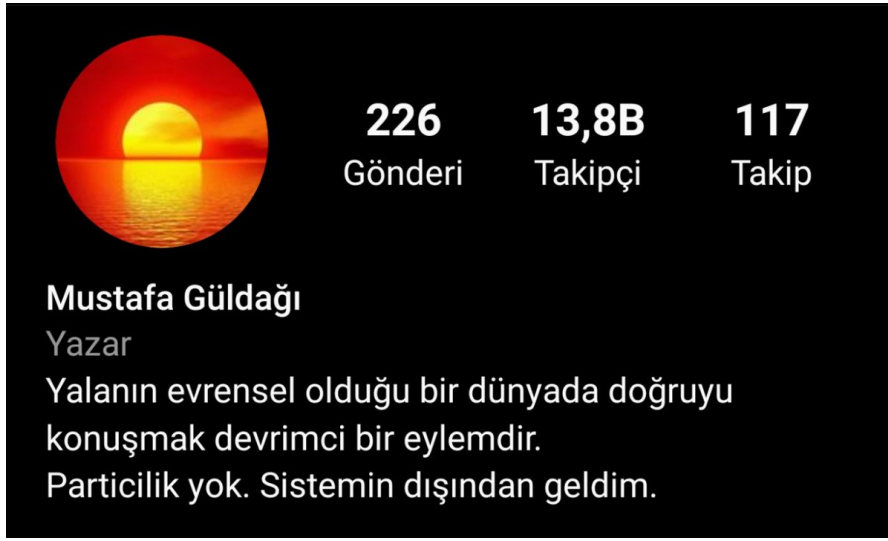 226 13,8B 117
Gönderi Takipçi Takip
Mustafa Güldağı
Yazar
Yalanın evrensel olduğu bir dünyada doğruyu
konuşmak devrimci bir eylemdir.
Particilik yok. Sistemin dışından geldim.